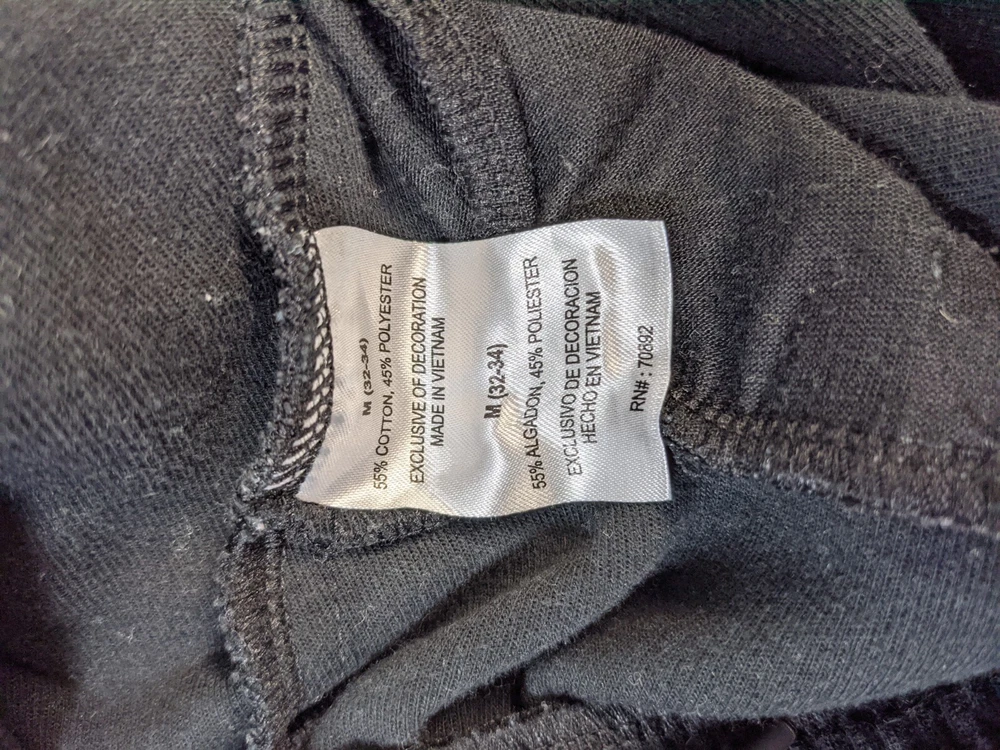 M (32-34)
55% COTTON, 45% POLYESTER
EXCLUSIVE OF DECORATION
MADE IN VIETNAM
M (32-34)
55% ALGADON, 45% POLIESTER
EXCLUSIVO DE DECORACION
HECHO EN VIETNAM
RN# : 70692